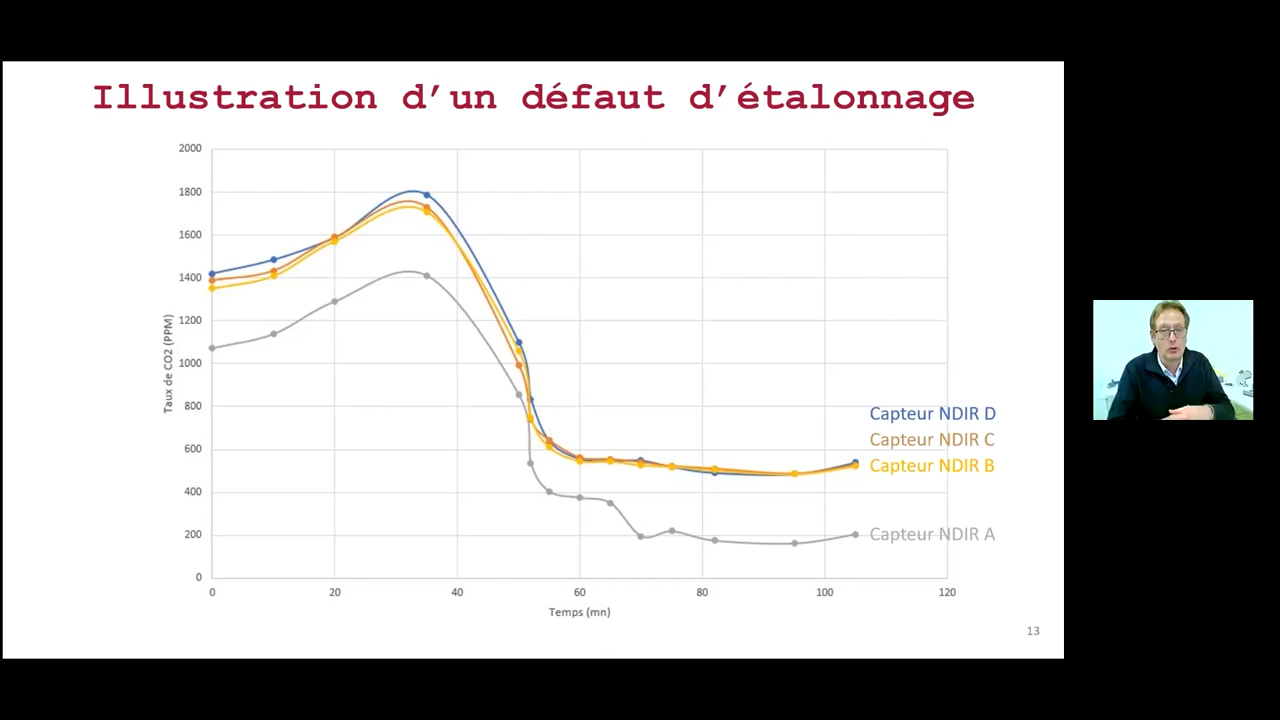 Illustration d'un défaut d'étalonnage
2000
1800
1600
1400
1200
1000
800
600
400
200
0
Taux de CO2 (PPM)
0 20 40 60 80 100 120
Temps (mn)
Capteur NDIR D
Capteur NDIR C
Capteur NDIR B
Capteur NDIR A
13